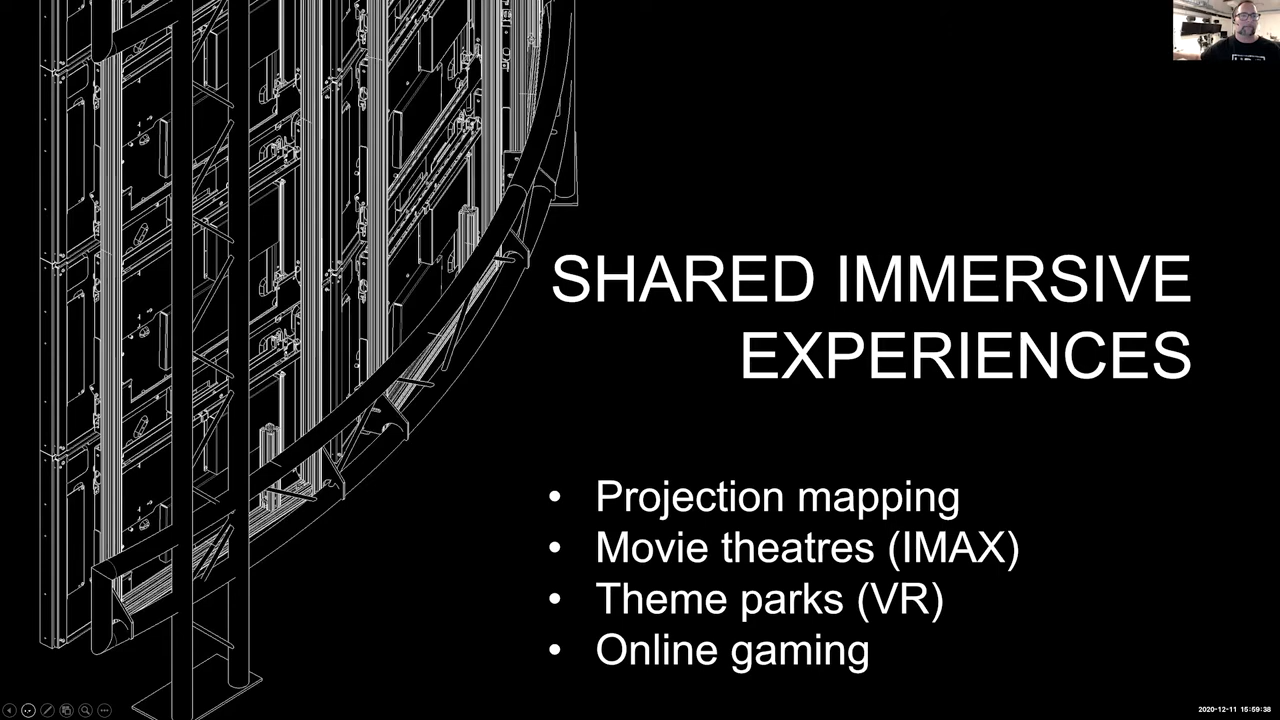 SHARED IMMERSIVE
EXPERIENCES
• Projection mapping
• Movie theatres (IMAX)
• Theme parks (VR)
• Online gaming
2020-12-11 15:59:38